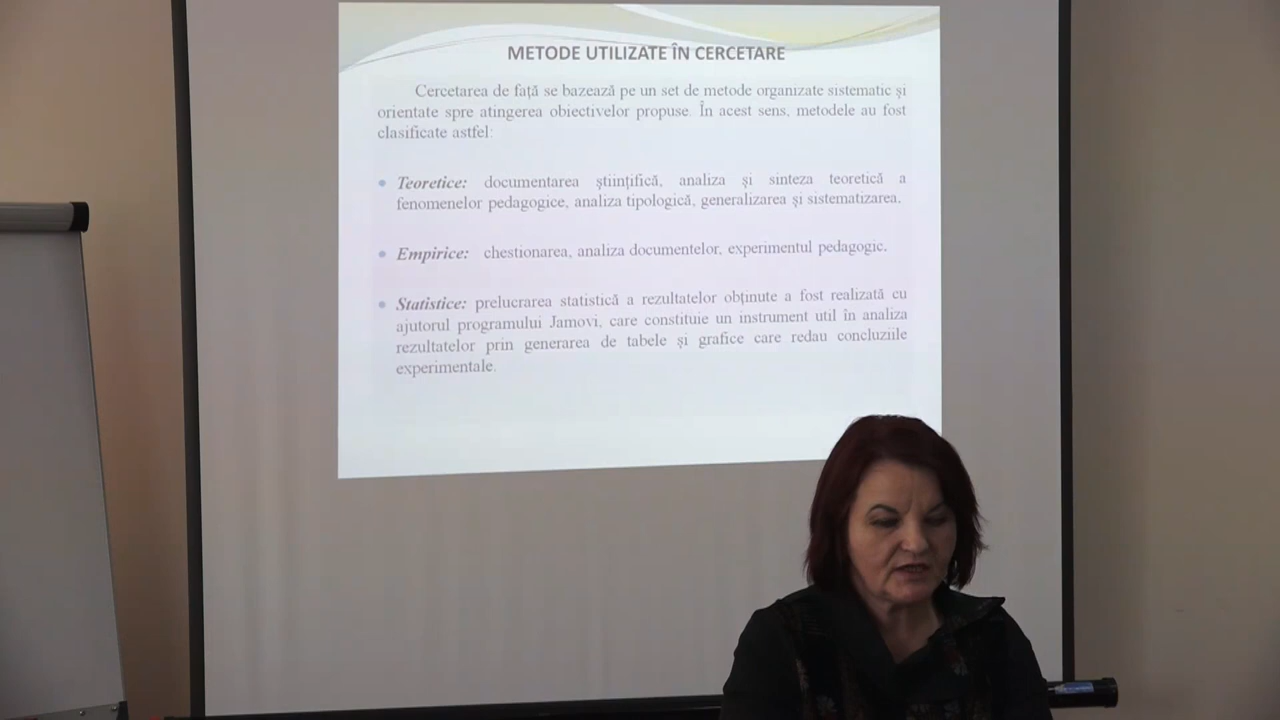 METODE UTILIZATE ÎN CERCETARE
Cercetarea de față se bazează pe un set de metode organizate sistematic și
orientate spre atingerea obiectivelor propuse. În acest sens, metodele au fost
clasificate astfel:
• Teoretice: documentarea științifică, analiza și sinteza teoretică a
fenomenelor pedagogice, analiza tipologică, generalizarea și sistematizarea.
• Empirice: chestionarea, analiza documentelor, experimentul pedagogic.
• Statistice: prelucrarea statistică a rezultatelor obținute a fost realizată cu
ajutorul programului Jamovi, care constituie un instrument util în analiza
rezultatelor prin generarea de tabele și grafice care redau concluziile
experimentale.